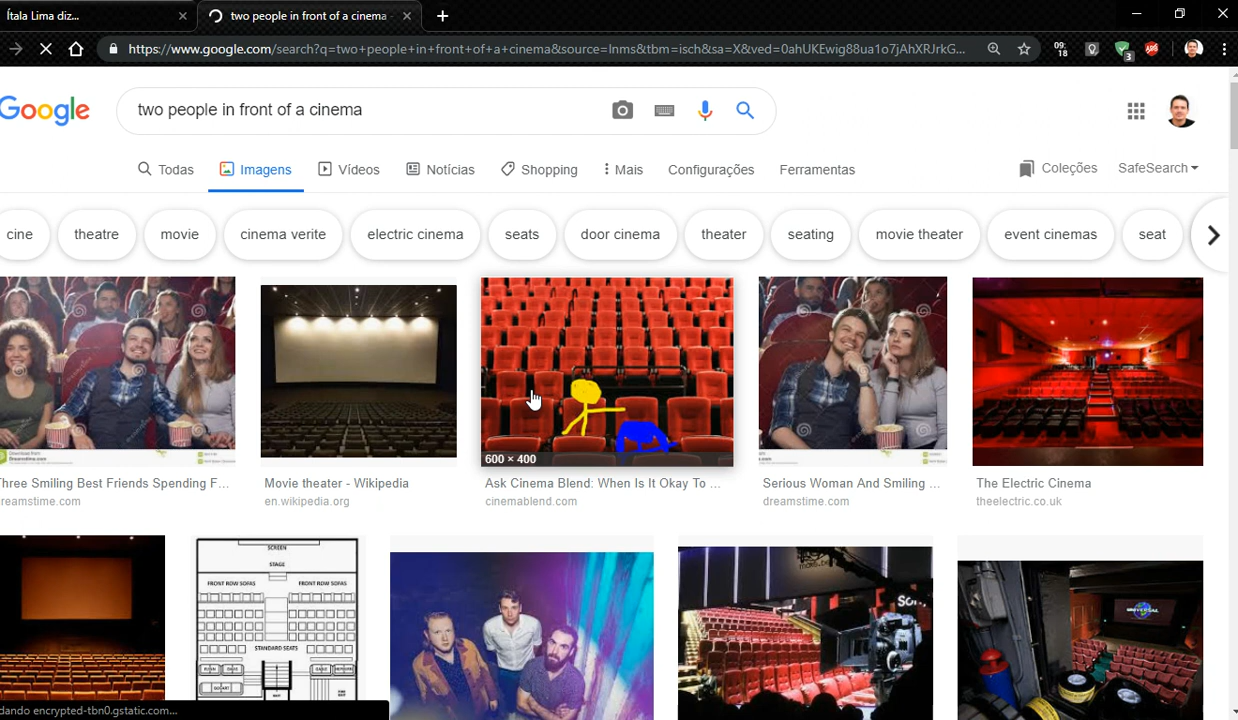 Ítala Lima diz...
two people in front of a cinema
https://www.google.com/search?q=two+people+in+front+of+a+cinema&source=lnms&tbm=isch&sa=X&ved=0ahUKEwig88ua1o7jAhXRJrkG...
09:
18
3
ABP
Google
two people in front of a cinema
Todas
Imagens
Vídeos
Notícias
Shopping
Mais
Configurações
Ferramentas
Coleções
SafeSearch
cine
theatre
movie
cinema verite
electric cinema
seats
door cinema
theater
seating
movie theater
event cinemas
seat
600 × 400
Three Smiling Best Friends Spending F...
Movie theater - Wikipedia
Ask Cinema Blend: When Is It Okay To ...
Serious Woman And Smiling ...
The Electric Cinema
reamstime.com
en.wikipedia.org
cinemablend.com
dreamstime.com
theelectric.co.uk
SCREEN
STAGE
FRONT ROW SOFAS
FRONT ROW SOFAS
STANDARD SEATS
UNIVERSAL
dando encrypted-tbn0.gstatic.com...